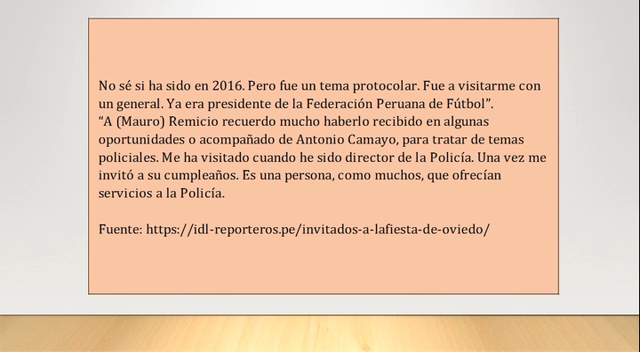 No sé si ha sido en 2016. Pero fue un tema protocolar. Fue a visitarme con
un general. Ya era presidente de la Federación Peruana de Fútbol”.
“A (Mauro) Remicio recuerdo mucho haberlo recibido en algunas
oportunidades o acompañado de Antonio Camayo, para tratar de temas
policiales. Me ha visitado cuando he sido director de la Policía. Una vez me
invitó a su cumpleaños. Es una persona, como muchos, que ofrecían
servicios a la Policía.
Fuente: https://idl-reporteros.pe/invitados-a-lafiesta-de-oviedo/